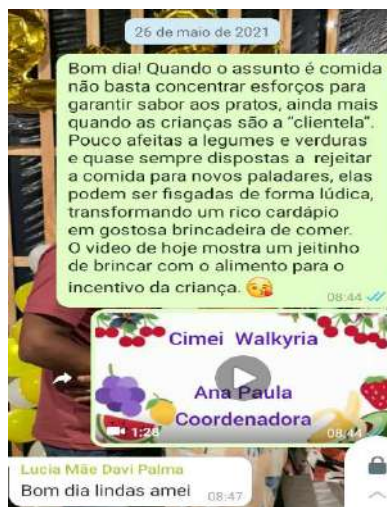 26 de maio de 2021
Bom dia! Quando o assunto é comida
não basta concentrar esforços para
garantir sabor aos pratos, ainda mais
quando as crianças são a “clientela”.
Pouco afeitas a legumes e verduras
e quase sempre dispostas a rejeitar
a comida para novos paladares, elas
podem ser fisgadas de forma lúdica,
transformando um rico cardápio
em gostosa brincadeira de comer.
O video de hoje mostra um jeitinho
de brincar com o alimento para o
incentivo da criança. 😘
08:44
Cimei Walkyria
Ana Paula
Coordenadora
1:28
08:44
Lucia Mãe Davi Palma
Bom dia lindas amei
08:47